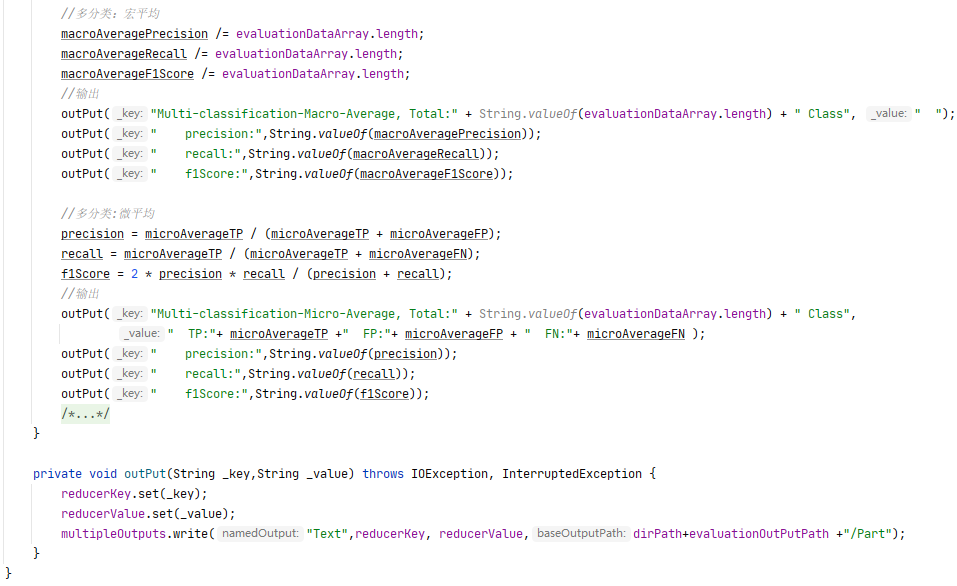 //多分类：宏平均
macroAveragePrecision /= evaluationDataArray.length;
macroAverageRecall /= evaluationDataArray.length;
macroAverageF1Score /= evaluationDataArray.length;
//输出
outPut( _key: "Multi-classification-Macro-Average, Total:" + String.valueOf(evaluationDataArray.length) + " Class", _value: "  ");
outPut( _key: "    precision:",String.valueOf(macroAveragePrecision));
outPut( _key: "    recall:",String.valueOf(macroAverageRecall));
outPut( _key: "    f1Score:",String.valueOf(macroAverageF1Score));
//多分类:微平均
precision = microAverageTP / (microAverageTP + microAverageFP);
recall = microAverageTP / (microAverageTP + microAverageFN);
f1Score = 2 * precision * recall / (precision + recall);
//输出
outPut( _key: "Multi-classification-Micro-Average, Total:" + String.valueOf(evaluationDataArray.length) + " Class",
_value: "  TP:"+ microAverageTP +"  FP:"+ microAverageFP + "  FN:"+ microAverageFN );
outPut( _key: "    precision:",String.valueOf(precision));
outPut( _key: "    recall:",String.valueOf(recall));
outPut( _key: "    f1Score:",String.valueOf(f1Score));
/*...*/
}
private void outPut(String _key,String _value) throws IOException, InterruptedException {
reducerKey.set(_key);
reducerValue.set(_value);
multipleOutputs.write( namedOutput: "Text",reducerKey, reducerValue, baseOutputPath: dirPath+evaluationOutPutPath +"/Part");
}
}